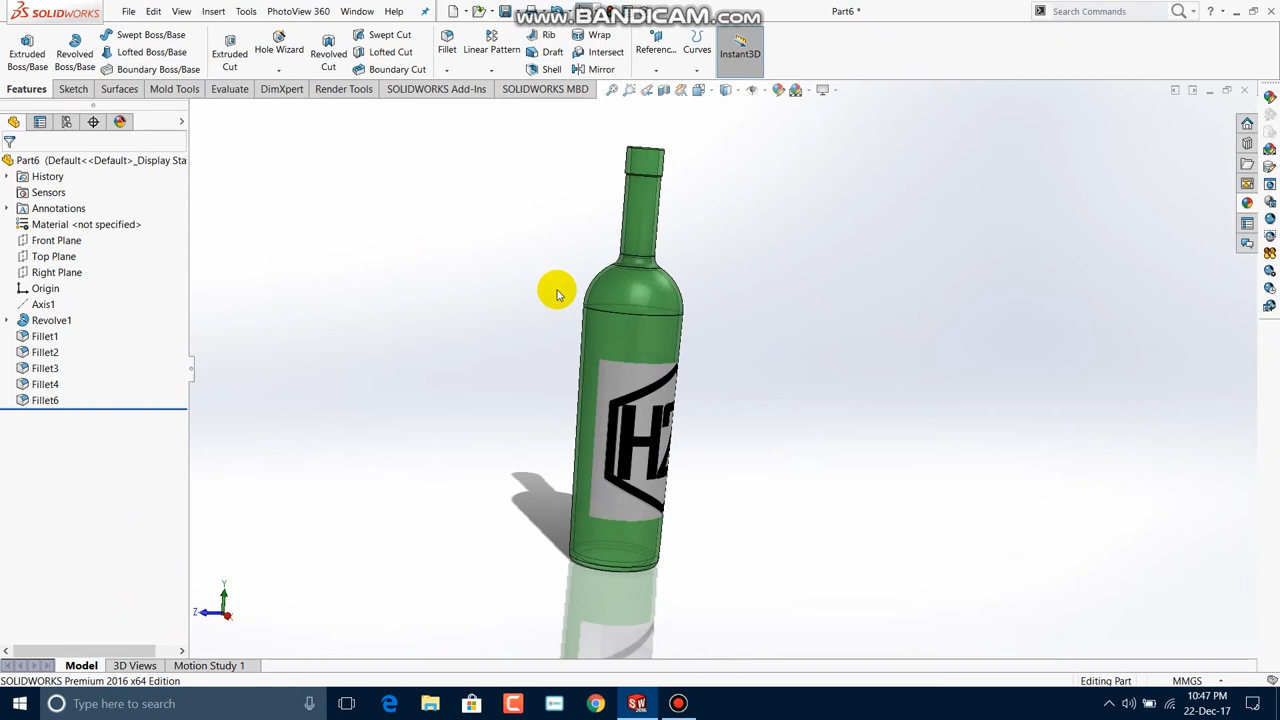 SOLIDWORKS
File
Edit
View
Insert
Tools
PhotoView 360
Window
Help
www.BANDICAM.com
Part6 *
Search Commands
Extruded Boss/Base
Revolved Boss/Base
Swept Boss/Base
Lofted Boss/Base
Boundary Boss/Base
Extruded Cut
Hole Wizard
Revolved Cut
Swept Cut
Lofted Cut
Boundary Cut
Fillet
Linear Pattern
Rib
Draft
Shell
Wrap
Intersect
Mirror
Referenc...
Curves
Instant3D
Features
Sketch
Surfaces
Mold Tools
Evaluate
DimXpert
Render Tools
SOLIDWORKS Add-Ins
SOLIDWORKS MBD
Part6 (Default<<Default>_Display Sta
History
Sensors
Annotations
Material <not specified>
Front Plane
Top Plane
Right Plane
Origin
Axis1
Revolve1
Fillet1
Fillet2
Fillet3
Fillet4
Fillet6
Y
Z
Model
3D Views
Motion Study 1
SOLIDWORKS Premium 2016 x64 Edition
Editing Part
MMGS
Type here to search
10:47 PM
22-Dec-17